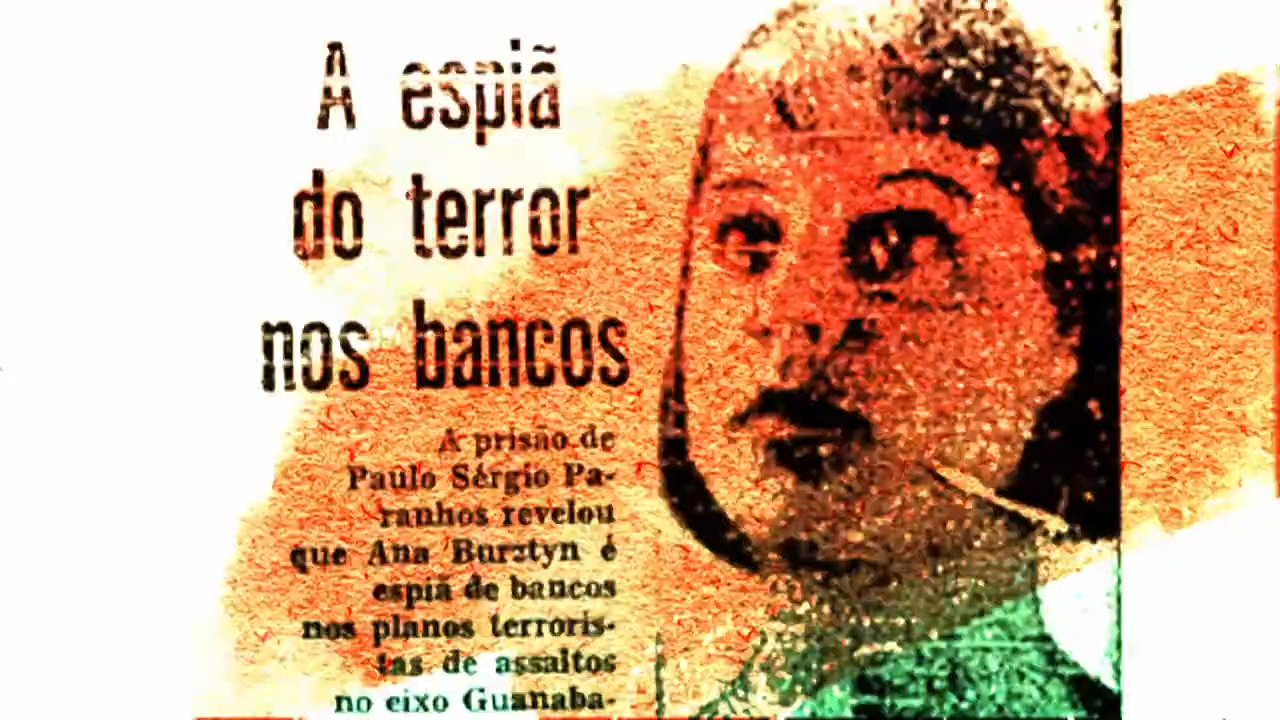 A espiã
do terror
nos bancos
A prisão de
Paulo Sérgio Pa-
ranhos revelou
que Ana Bursztyn é
espiã de bancos
nos planos terroris-
tas de assaltos
no eixo Guanaba-